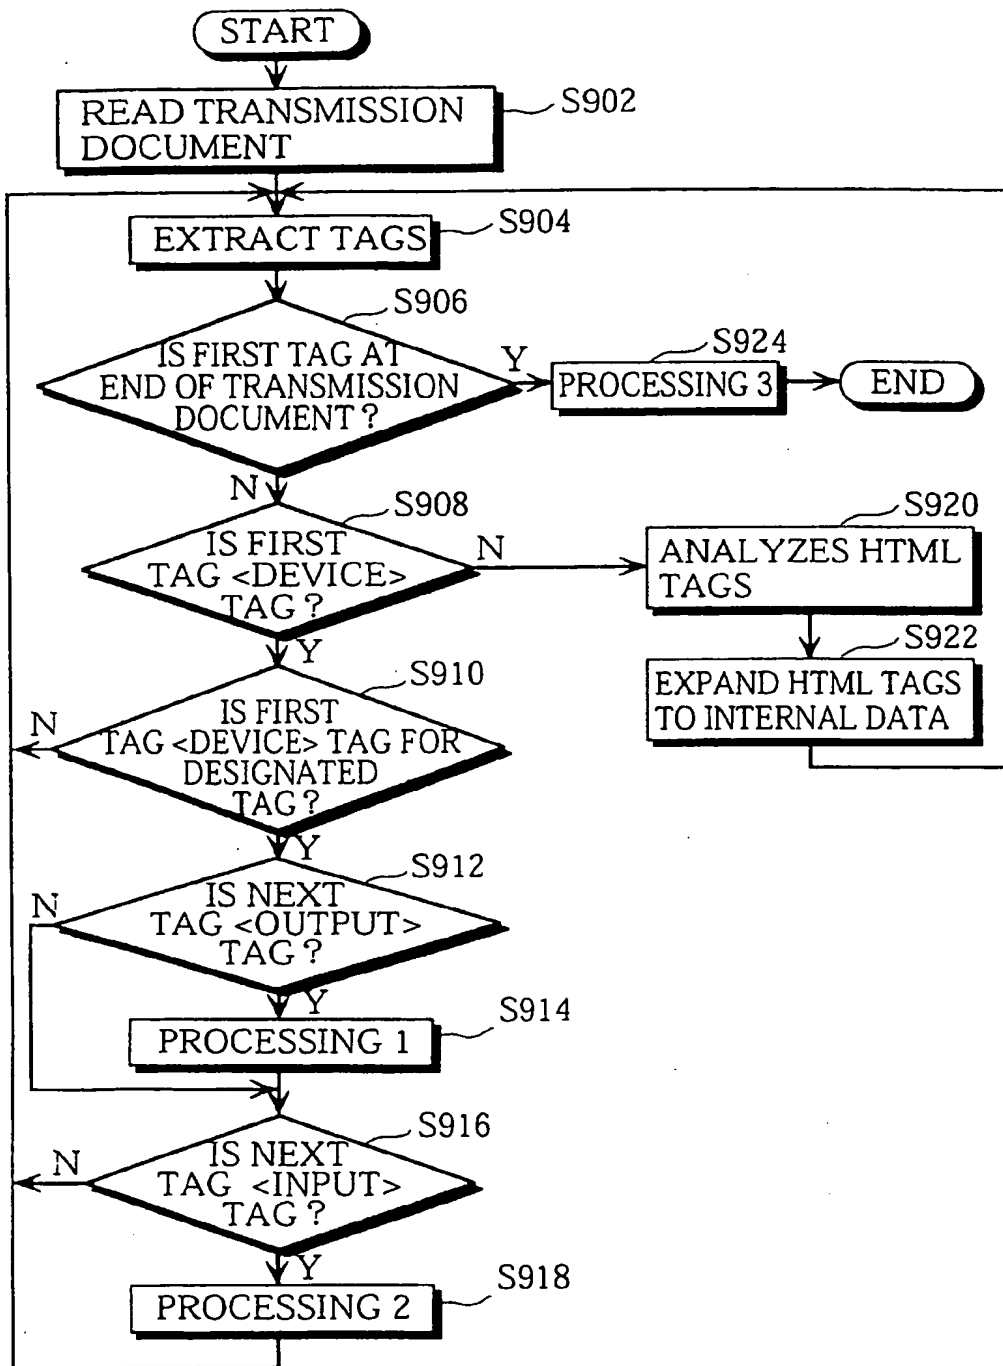 START
READ TRANSMISSION
DOCUMENT
S902
EXTRACT TAGS
S904
S906
IS FIRST TAG AT
END OF TRANSMISSION
DOCUMENT?
Y
S924
PROCESSING 3
END
N
S908
IS FIRST
TAG <DEVICE>
TAG?
N
S920
ANALYZES HTML
TAGS
Y
S922
EXPAND HTML TAGS
TO INTERNAL DATA
S910
IS FIRST
TAG <DEVICE> TAG FOR
DESIGNATED
TAG?
N
Y
S912
IS NEXT
TAG <OUTPUT>
TAG?
N
Y
S914
PROCESSING 1
S916
IS NEXT
TAG <INPUT>
TAG?
N
Y
S918
PROCESSING 2